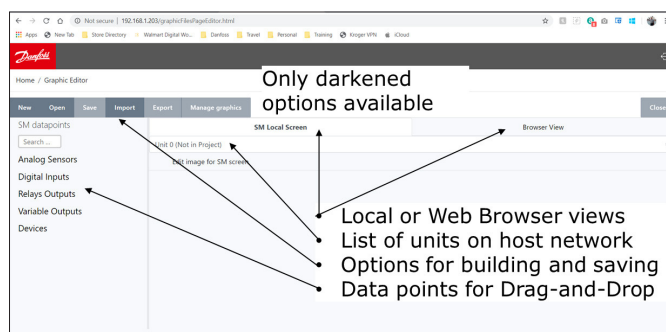 Not secure | 192.168.1.203/graphicFilesPageEditor.html
Apps New Tab Store Directory Walmart Digital Wo... Danfoss Travel Personal Training Kroger VPN iCloud
Danfoss
Home / Graphic Editor
Only darkened
options available
New Open Save Import Export Manage graphics Close
SM datapoints
SM Local Screen Browser View
Search ...
Unit 0 (Not in Project)
Analog Sensors
Edit image for SM screen
Digital Inputs
Relays Outputs
Variable Outputs
Devices
• Local or Web Browser views
• List of units on host network
• Options for building and saving
• Data points for Drag-and-Drop